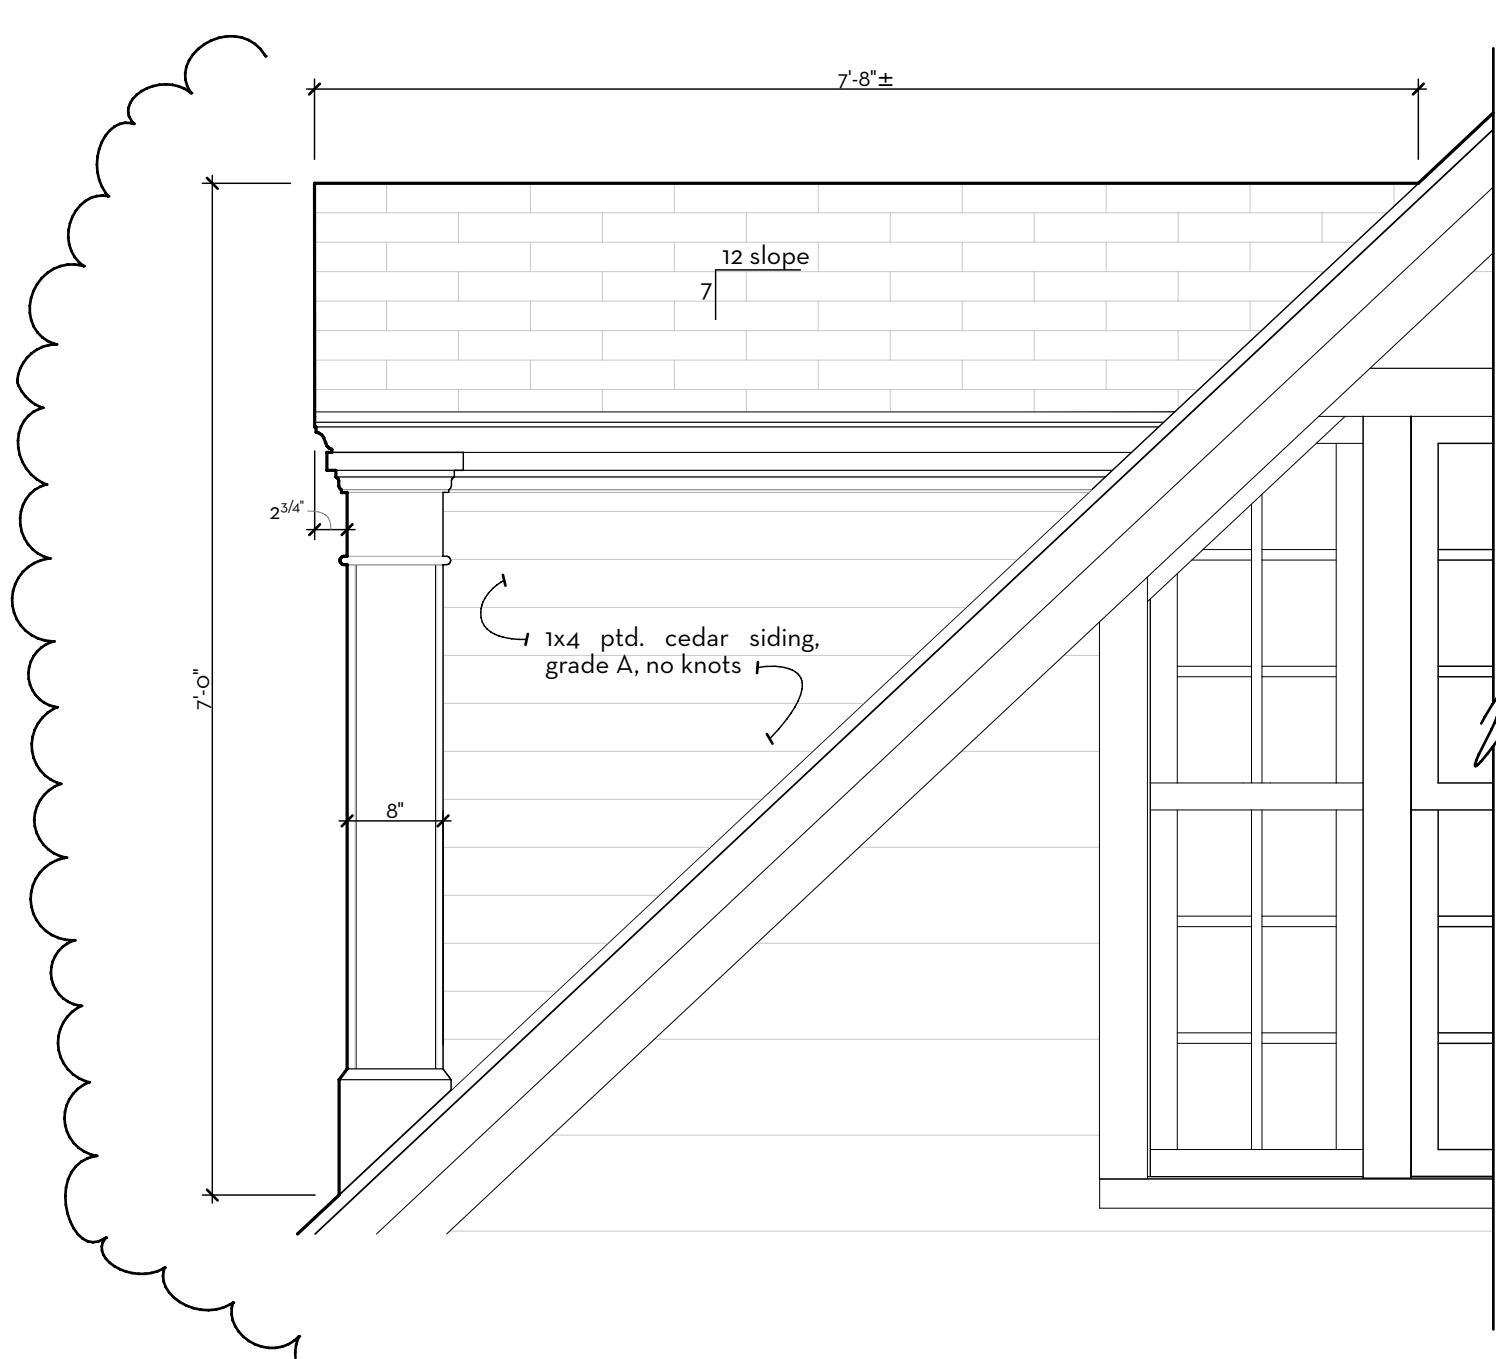 7'-8"±
12 slope
7
2 3/4"
1x4 ptd. cedar siding,
grade A, no knots
7'-0"
8"